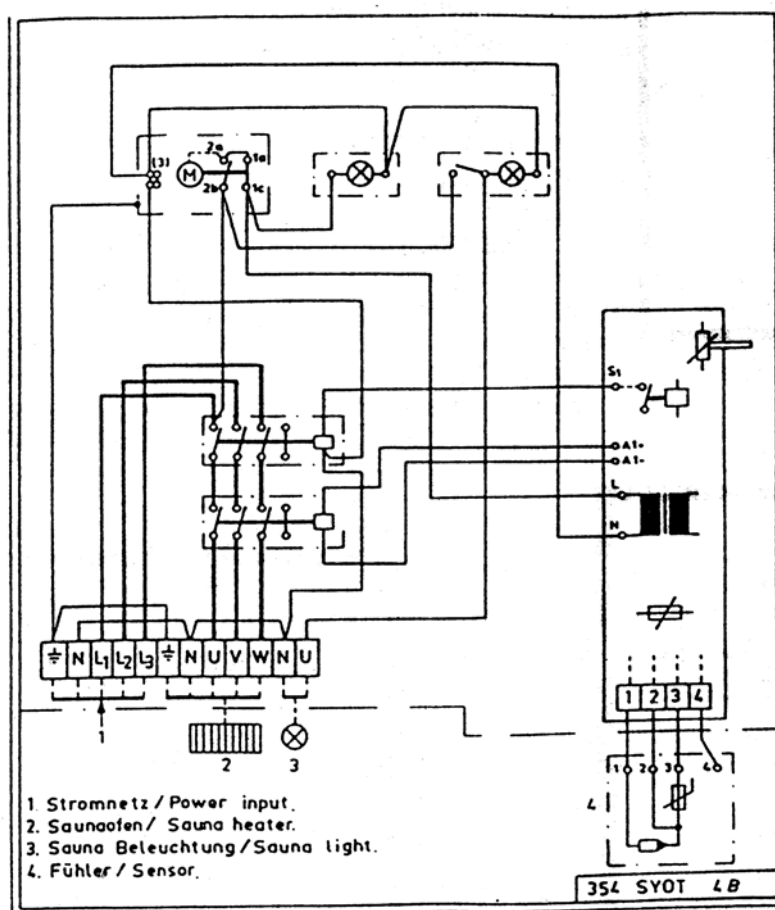 2a 1a
(3)
M
2b 1c
S1
A1+
A1-
L
N
N L1 L2 L3 N U V W N U
1 2 3 4
1 2 3
1 2 3 4
4
1. Stromnetz / Power input.
2. Saunaofen / Sauna heater.
3. Sauna Beleuchtung / Sauna light.
4. Fühler / Sensor.
354 SYOT 4B